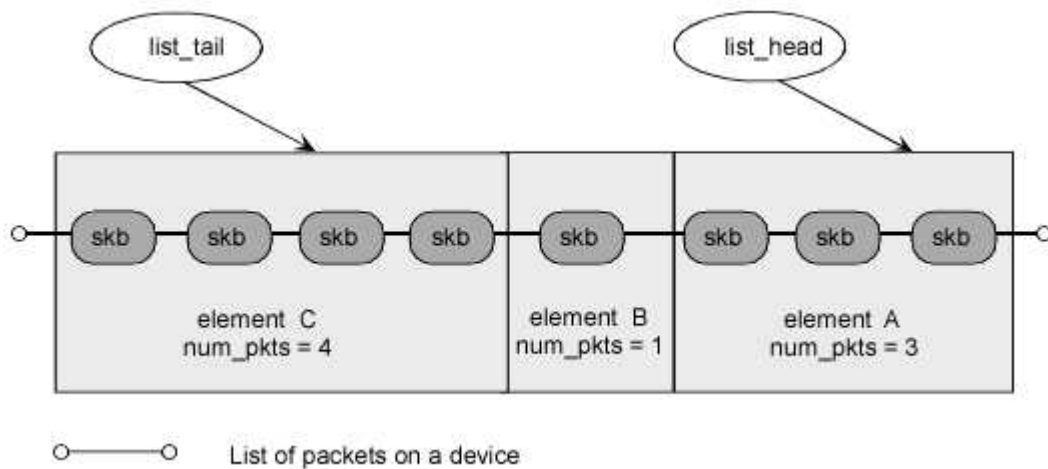 list_tail
list_head
skb skb skb skb skb skb skb skb
element C
num_pkts = 4
element B
num_pkts = 1
element A
num_pkts = 3
List of packets on a device